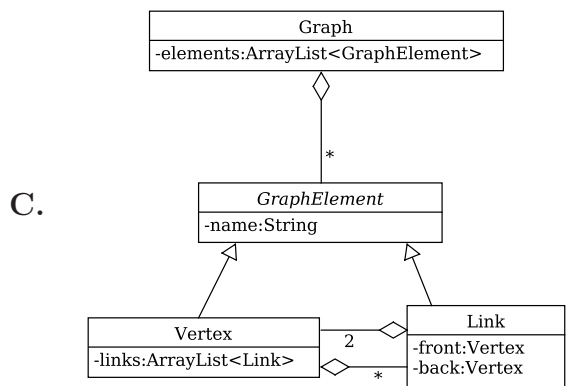 Graph
-elements:ArrayList<GraphElement>
*
C.
GraphElement
-name:String
Vertex
-links:ArrayList<Link>
2
*
Link
-front:Vertex
-back:Vertex